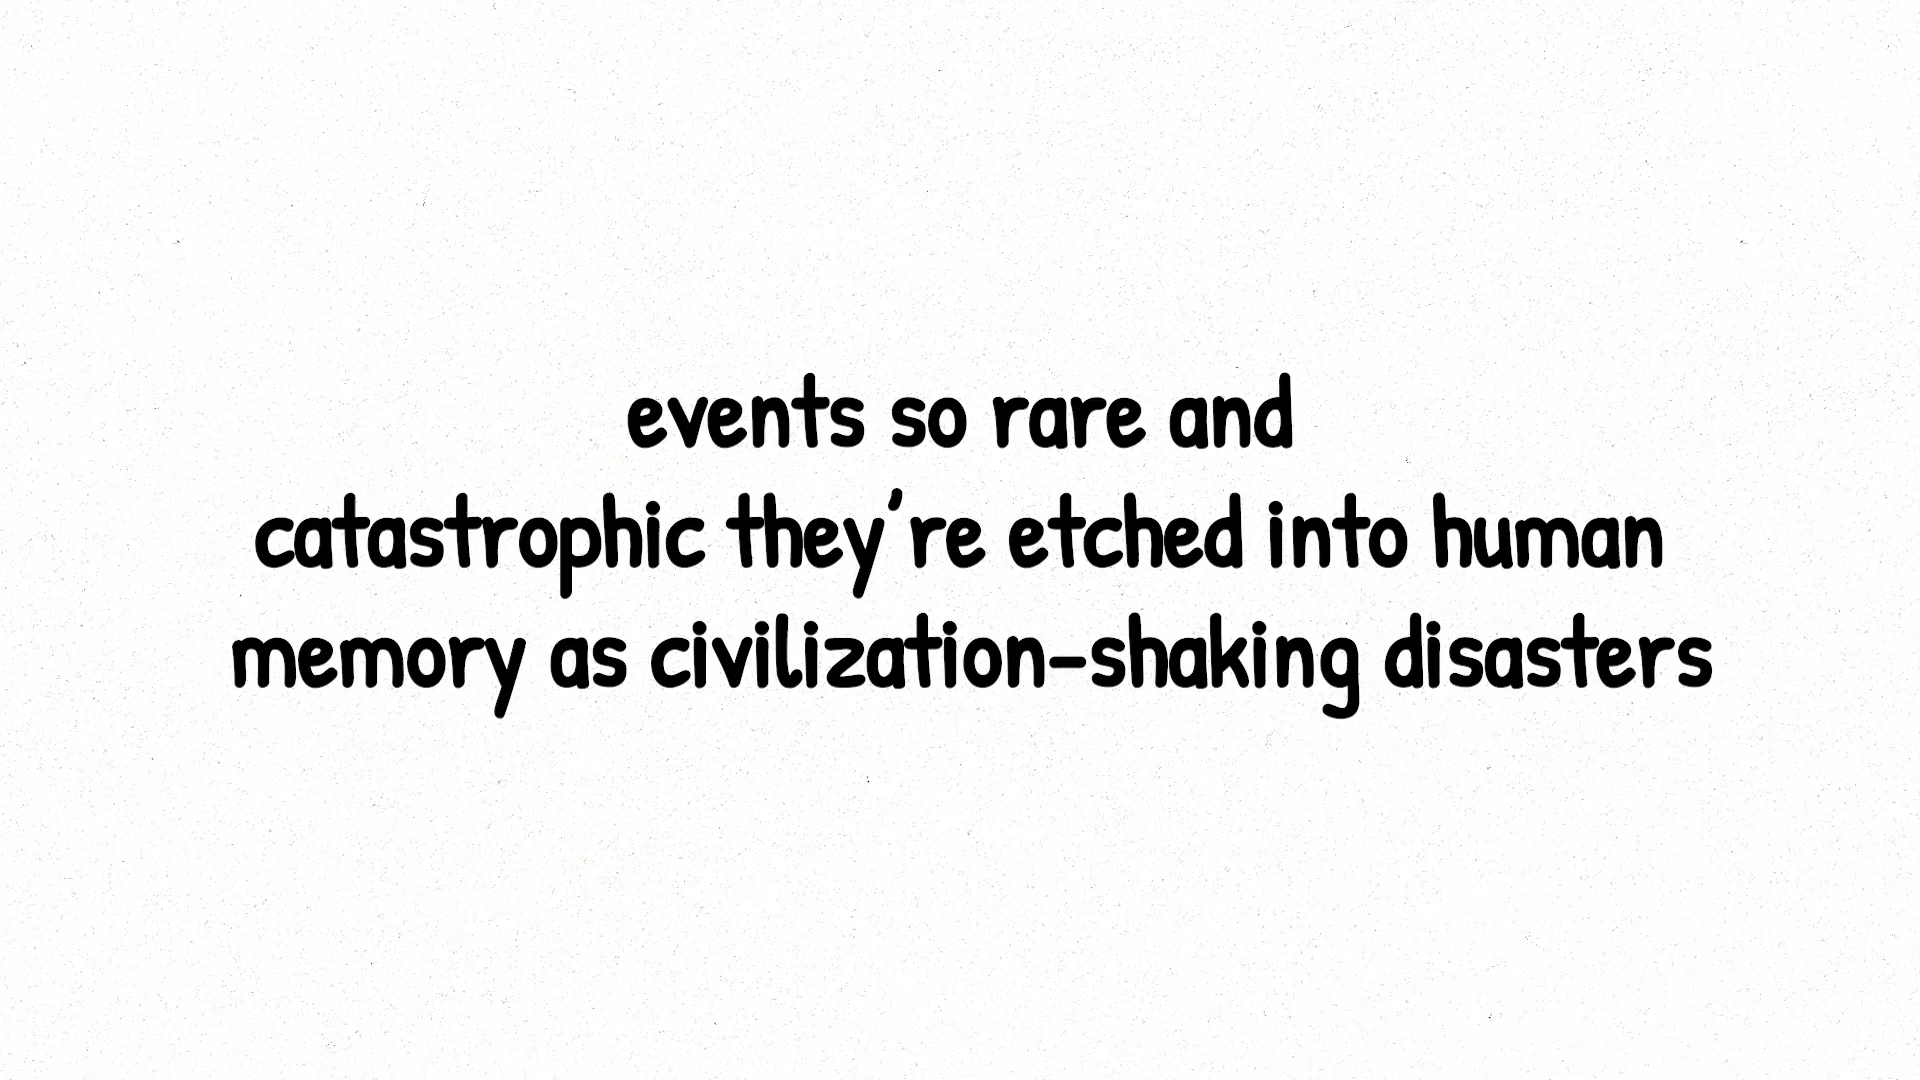 events so rare and
catastrophic they're etched into human
memory as civilization-shaking disasters